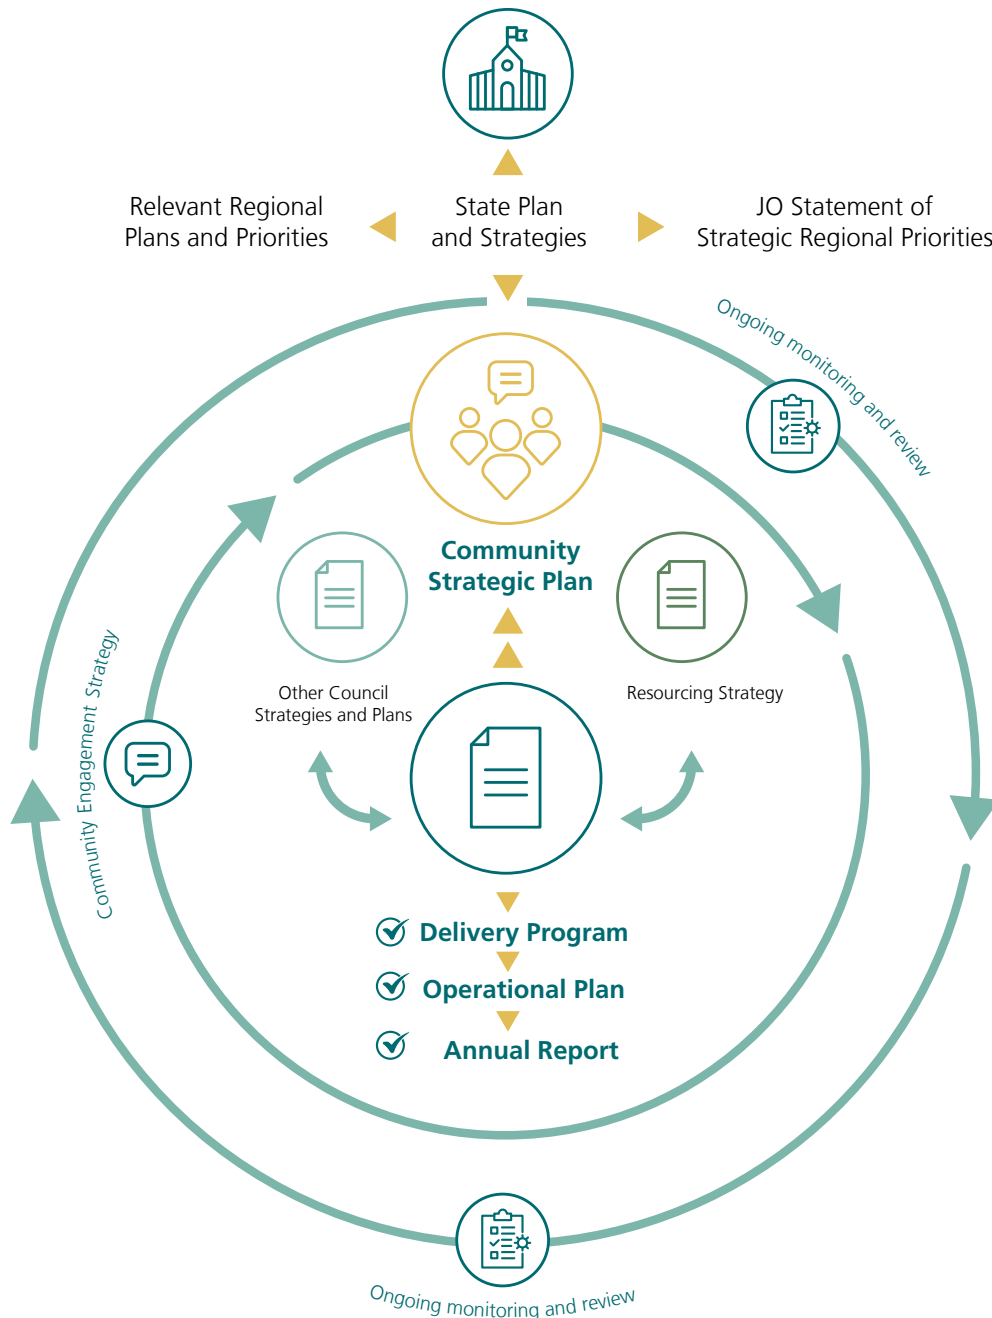 Relevant Regional
Plans and Priorities
State Plan
and Strategies
JO Statement of
Strategic Regional Priorities
Ongoing monitoring and review
Community
Strategic Plan
Other Council
Strategies and Plans
Resourcing Strategy
Community Engagement Strategy
Delivery Program
Operational Plan
Annual Report
Ongoing monitoring and review